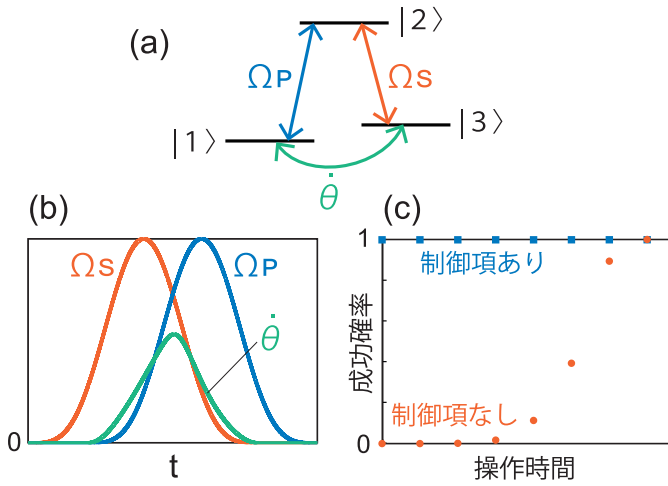 (a)
|2⟩
ΩP
ΩS
|1⟩
|3⟩
θ̇
(b)
ΩS
ΩP
θ̇
0
t
(c)
1
制御項あり
成功確率
制御項なし
0
操作時間